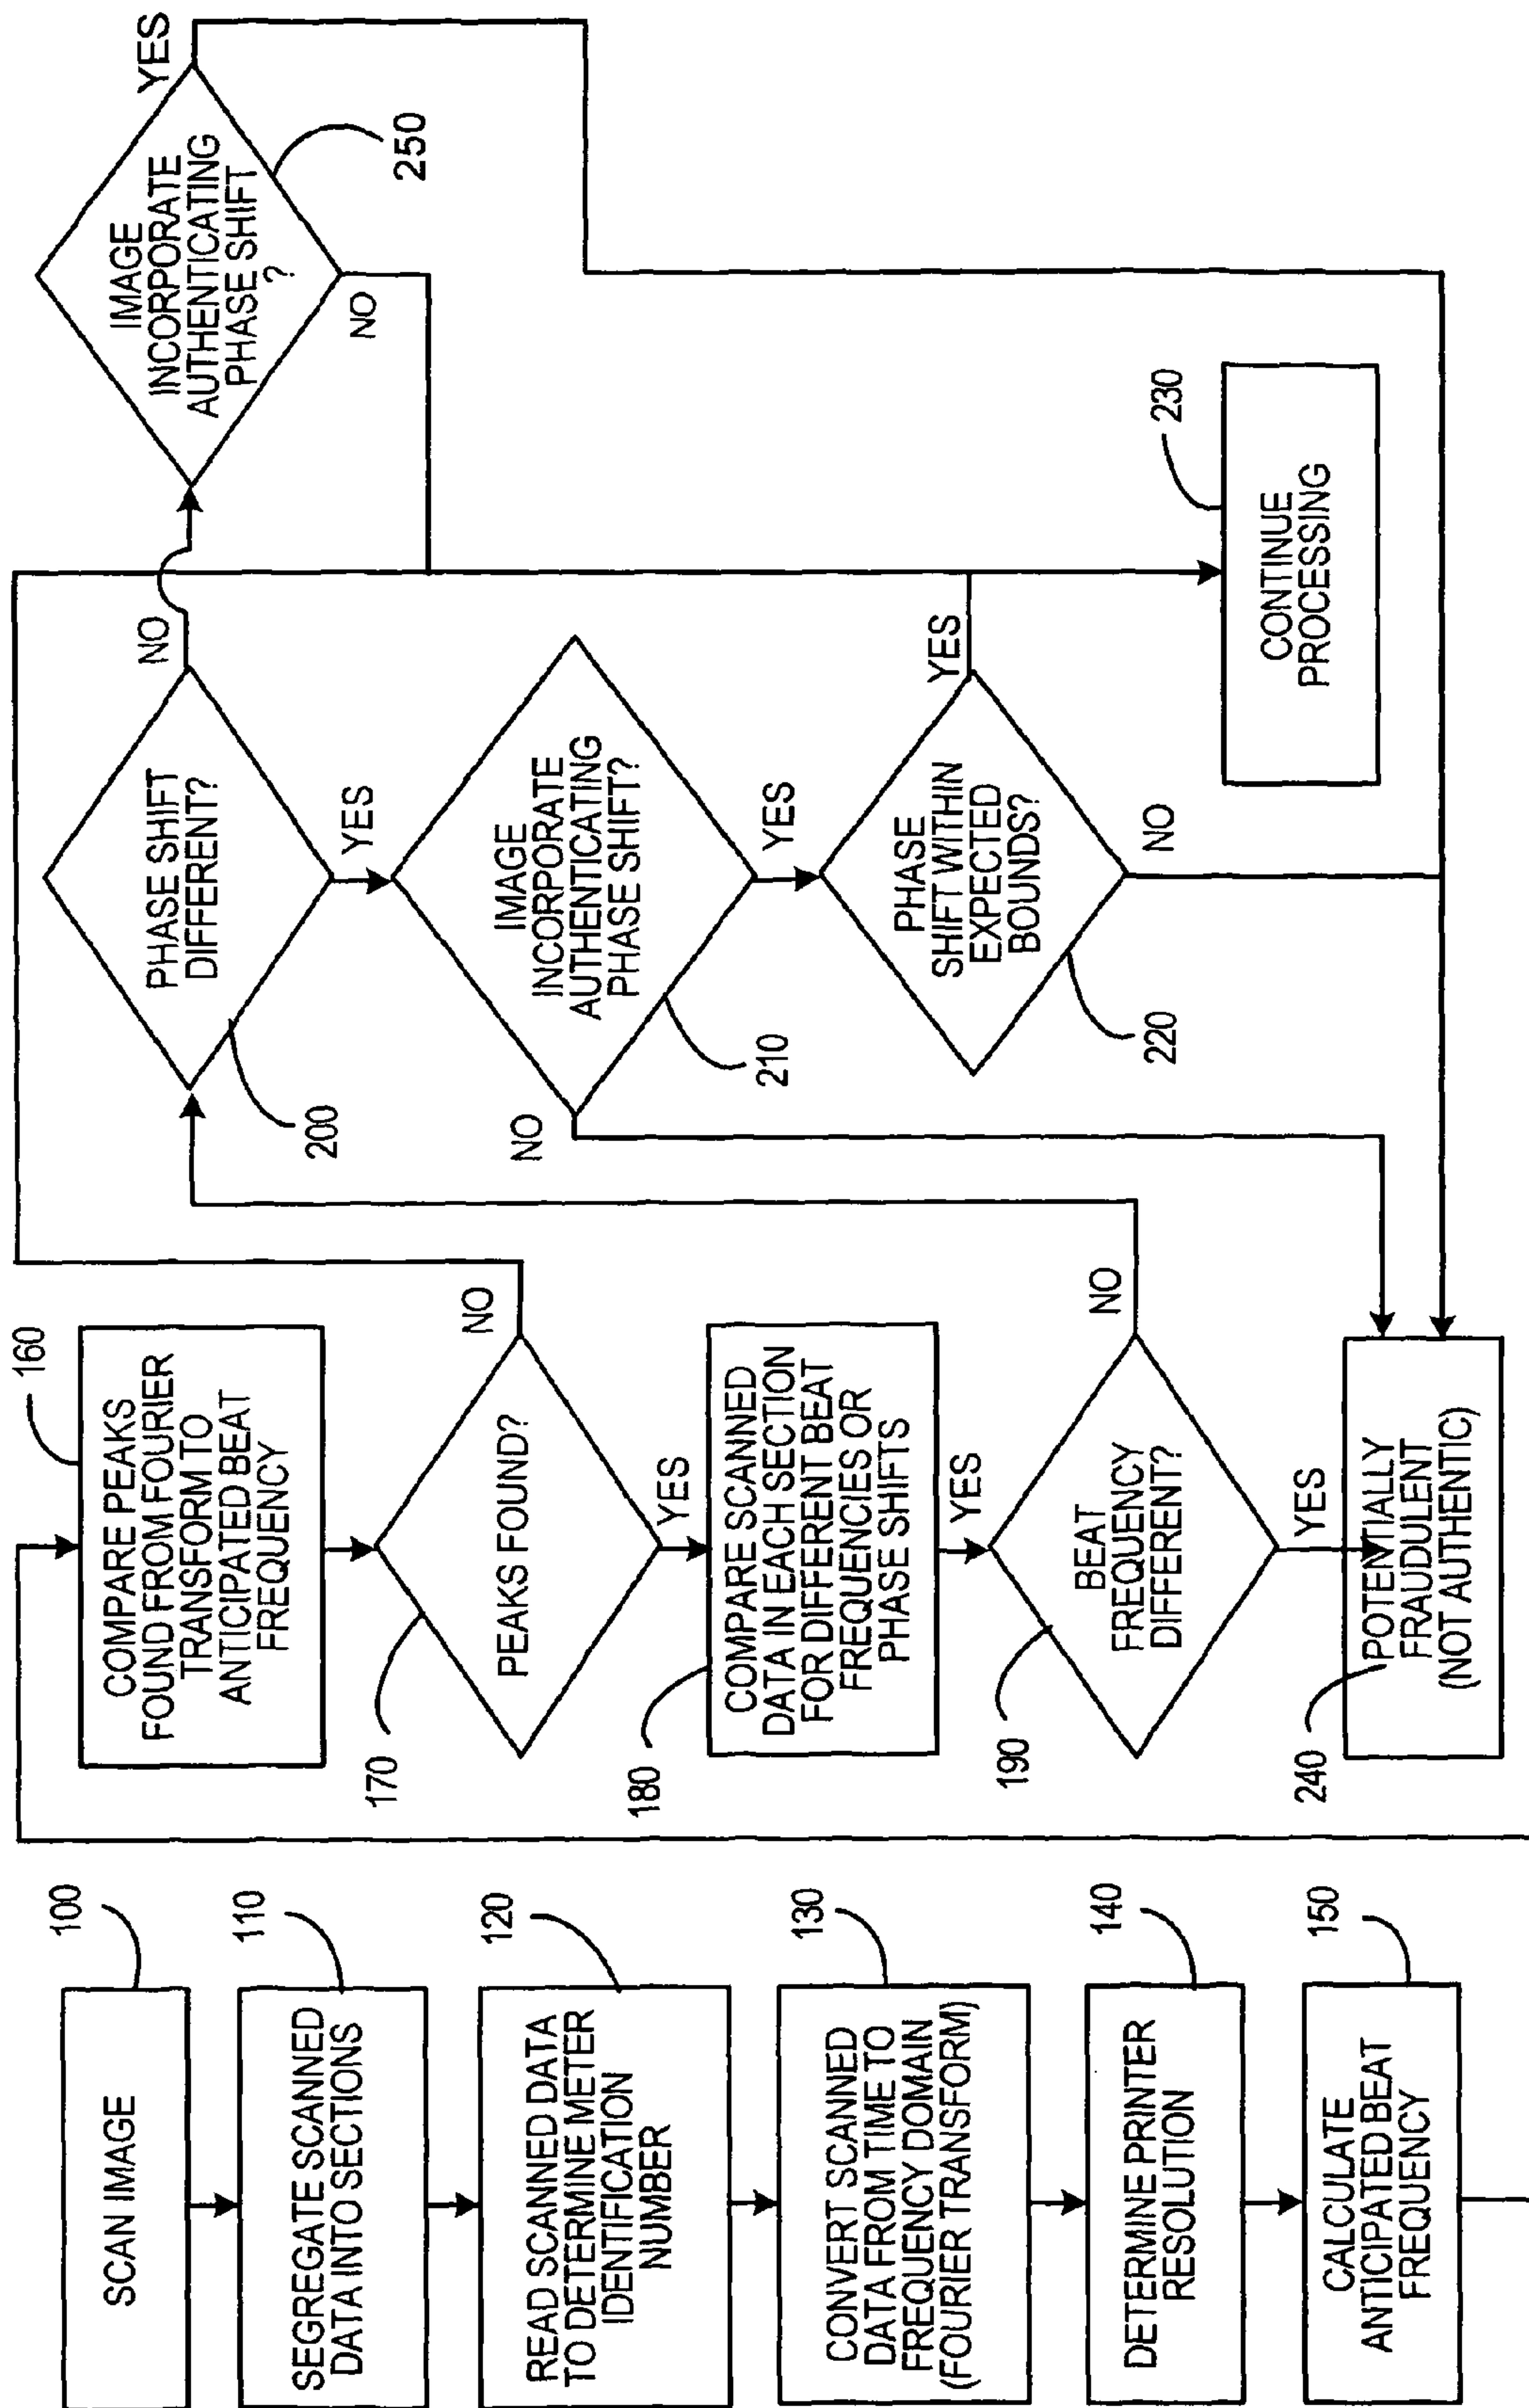 SCAN IMAGE
100
SEGREGATE SCANNED
DATA INTO SECTIONS
110
READ SCANNED DATA
TO DETERMINE METER
IDENTIFICATION
NUMBER
120
CONVERT SCANNED
DATA FROM TIME TO
FREQUENCY DOMAIN
(FOURIER TRANSFORM)
130
DETERMINE PRINTER
RESOLUTION
140
CALCULATE
ANTICIPATED BEAT
FREQUENCY
150
COMPARE PEAKS
FOUND FROM FOURIER
TRANSFORM TO
ANTICIPATED BEAT
FREQUENCY
160
PEAKS FOUND?
170
NO
YES
COMPARE SCANNED
DATA IN EACH SECTION
FOR DIFFERENT BEAT
FREQUENCIES OR
PHASE SHIFTS
180
YES
BEAT
FREQUENCY
DIFFERENT?
190
NO
YES
POTENTIALLY
FRAUDULENT
(NOT AUTHENTIC)
240
PHASE SHIFT
DIFFERENT?
200
NO
YES
IMAGE
INCORPORATE
AUTHENTICATING
PHASE SHIFT?
210
NO
YES
PHASE
SHIFT WITHIN
EXPECTED
BOUNDS?
220
YES
NO
CONTINUE
PROCESSING
230
IMAGE
INCORPORATE
AUTHENTICATING
PHASE SHIFT
?
250
YES
NO